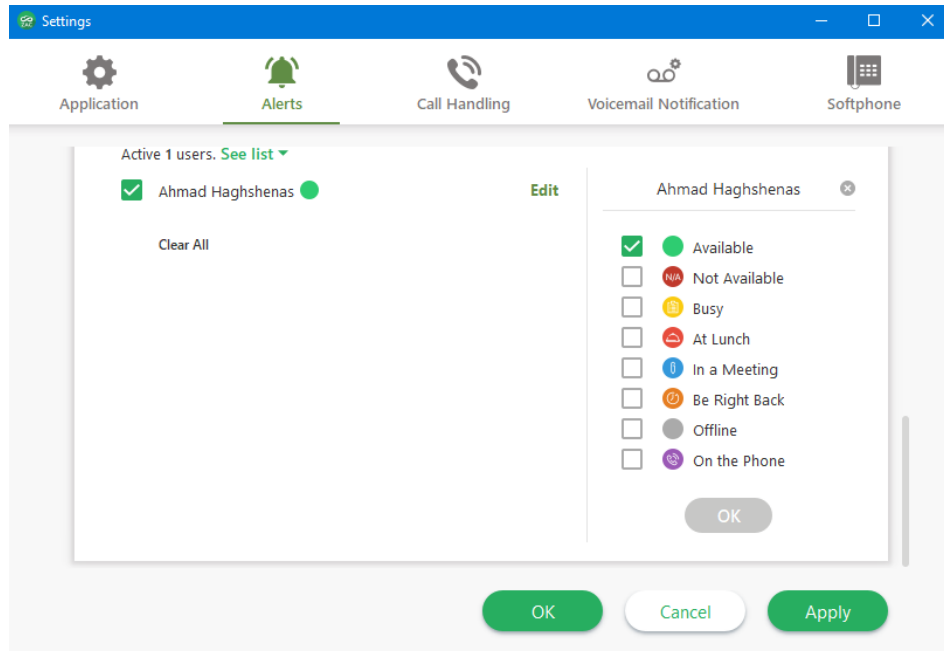 Settings
Application
Alerts
Call Handling
Voicemail Notification
Softphone
Active 1 users. See list
Ahmad Haghshenas
Edit
Clear All
Ahmad Haghshenas
Available
N/A Not Available
Busy
At Lunch
In a Meeting
Be Right Back
Offline
On the Phone
OK
OK
Cancel
Apply